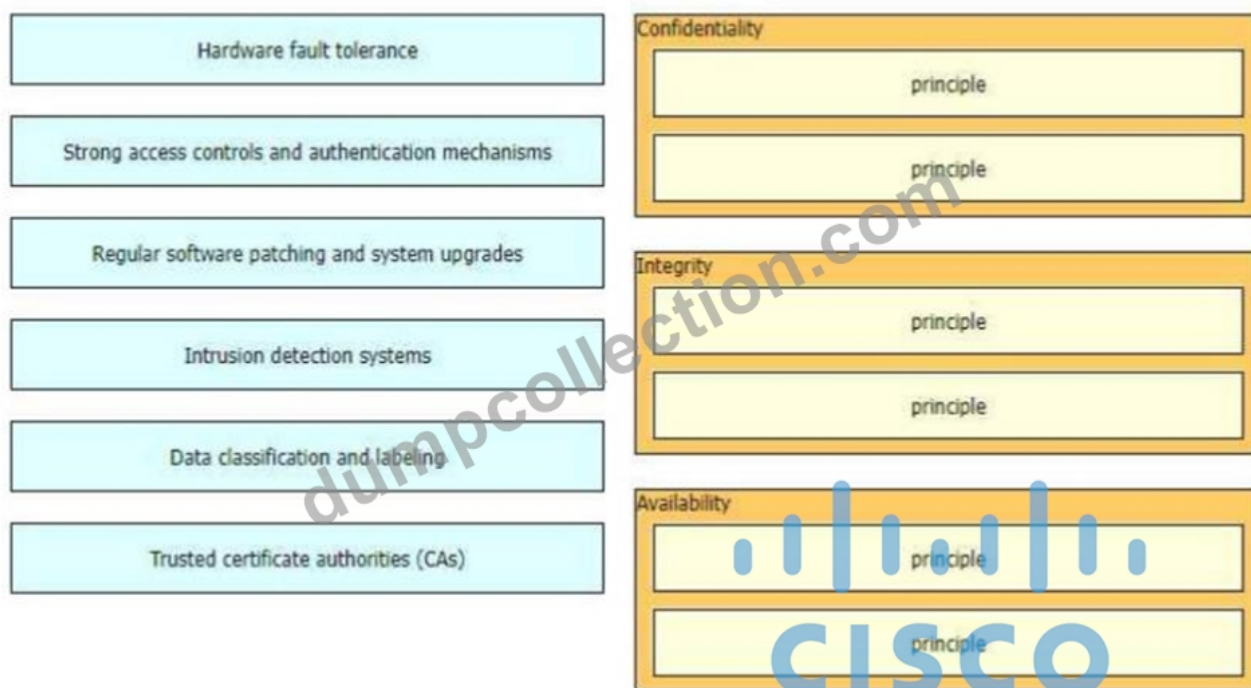 Hardware fault tolerance
Strong access controls and authentication mechanisms
Regular software patching and system upgrades
Intrusion detection systems
Data classification and labeling
Trusted certificate authorities (CAs)
Confidentiality
principle
principle
Integrity
principle
principle
Availability
principle
principle
dumpcollection.com
CISCO